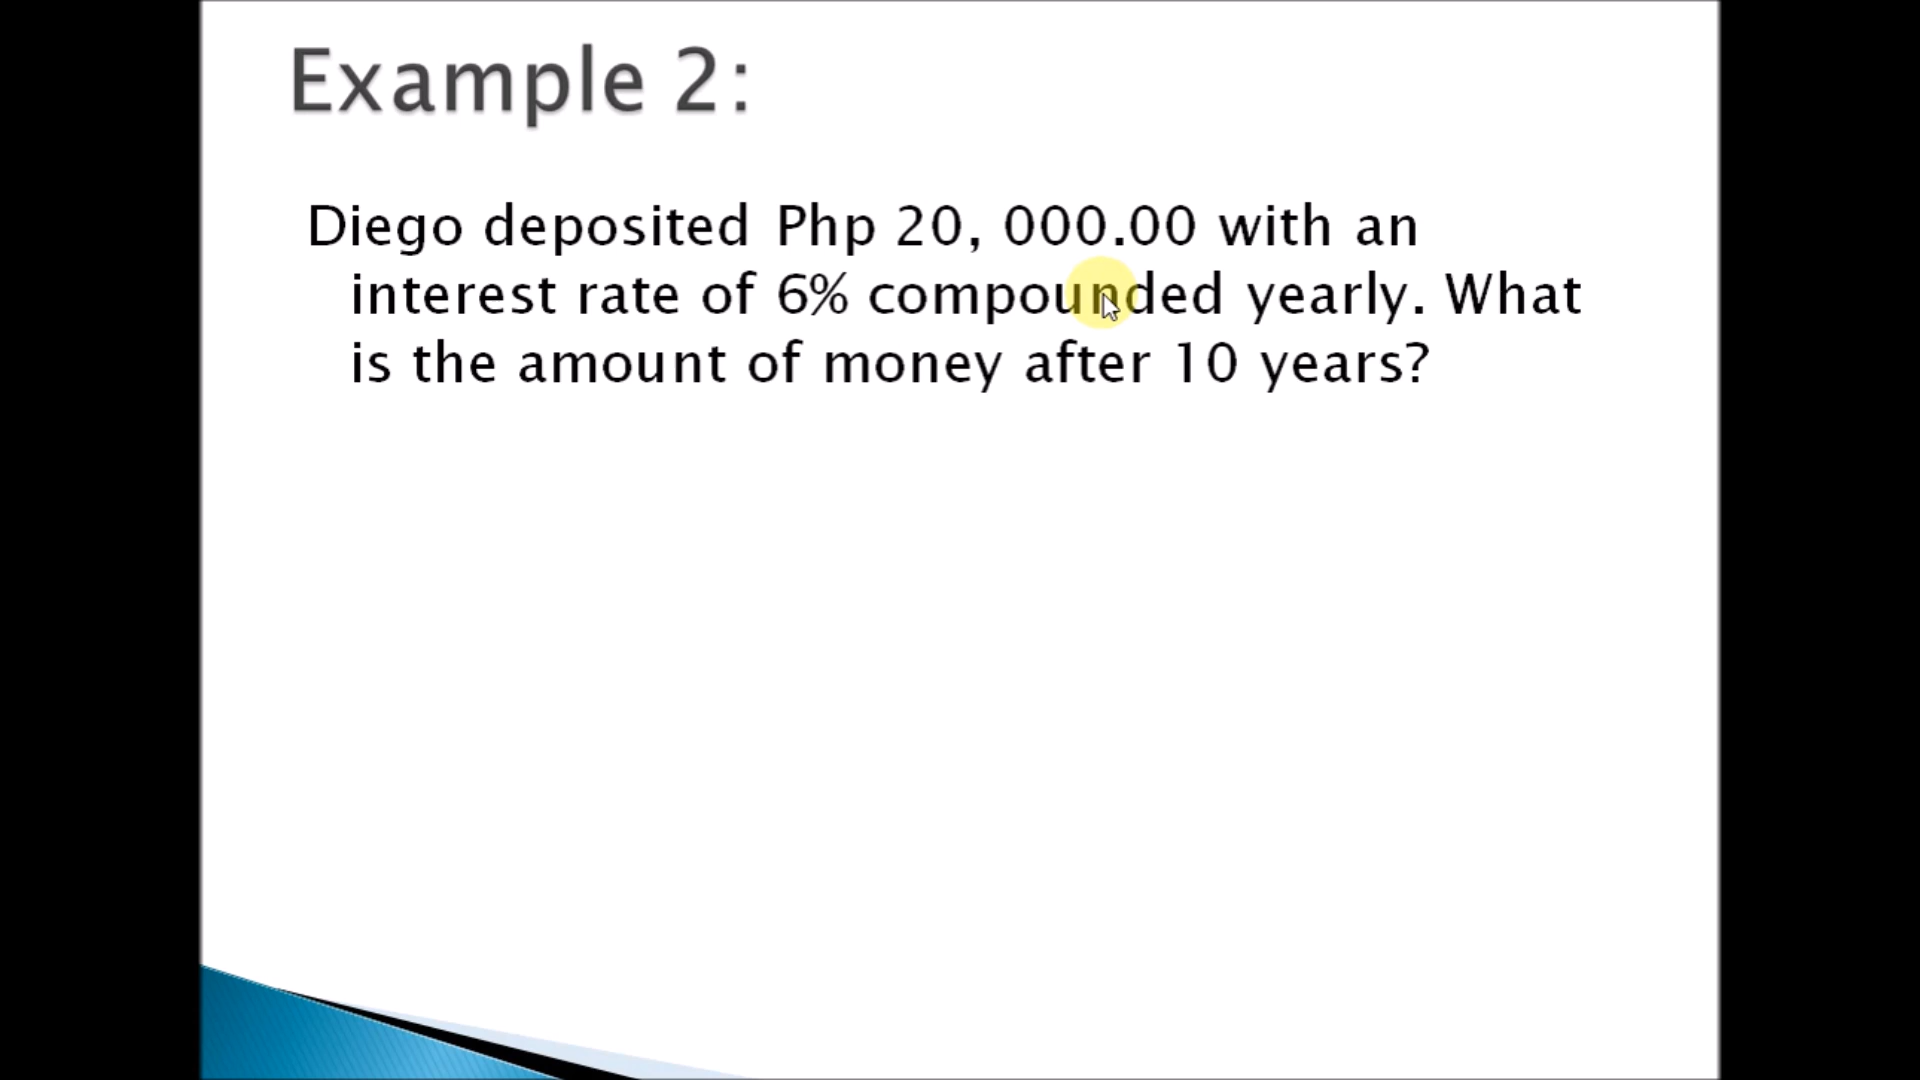 Example 2:
Diego deposited Php 20, 000.00 with an
interest rate of 6% compounded yearly. What
is the amount of money after 10 years?